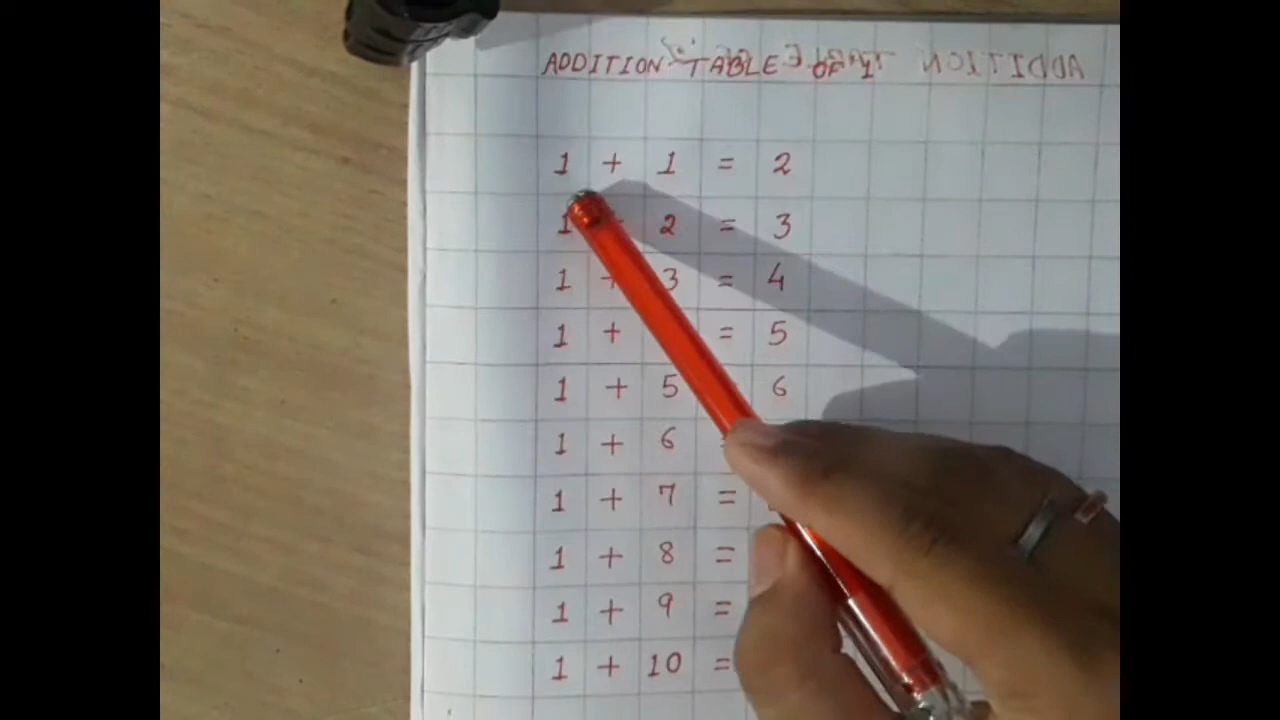 ADDITION TABLE OF 1
1 + 1 = 2
1 2 = 3
1 + 3 = 4
1 + = 5
1 + 5 6
1 + 6
1 + 7 =
1 + 8 =
1 + 9 =
1 + 10 =